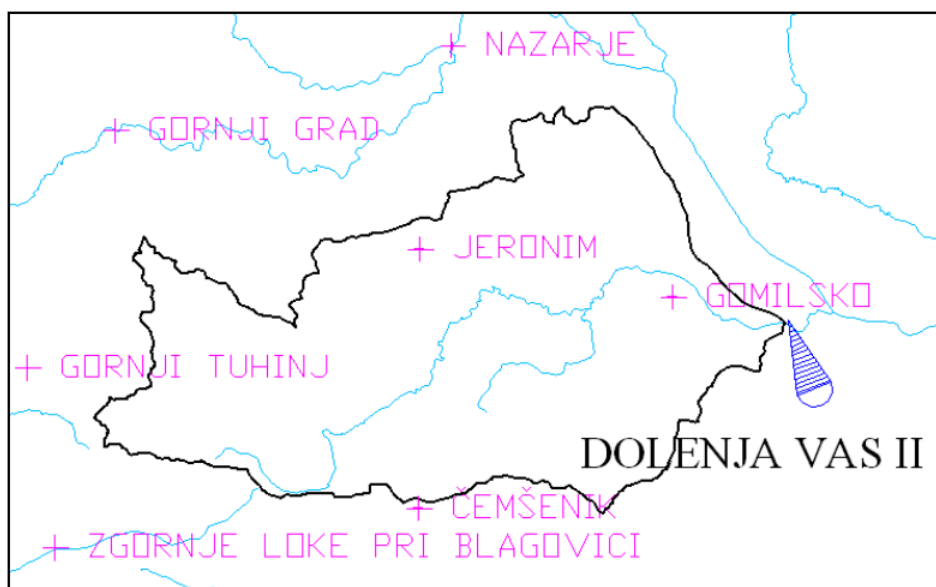 NAZARJE
GORNJI GRAD
JERONIM
GOMILSKO
GORNJI TUHINJ
DOLENJA VAS II
ČEMŠENIK
ZGORNJE LOKE PRI BLAGOVICI